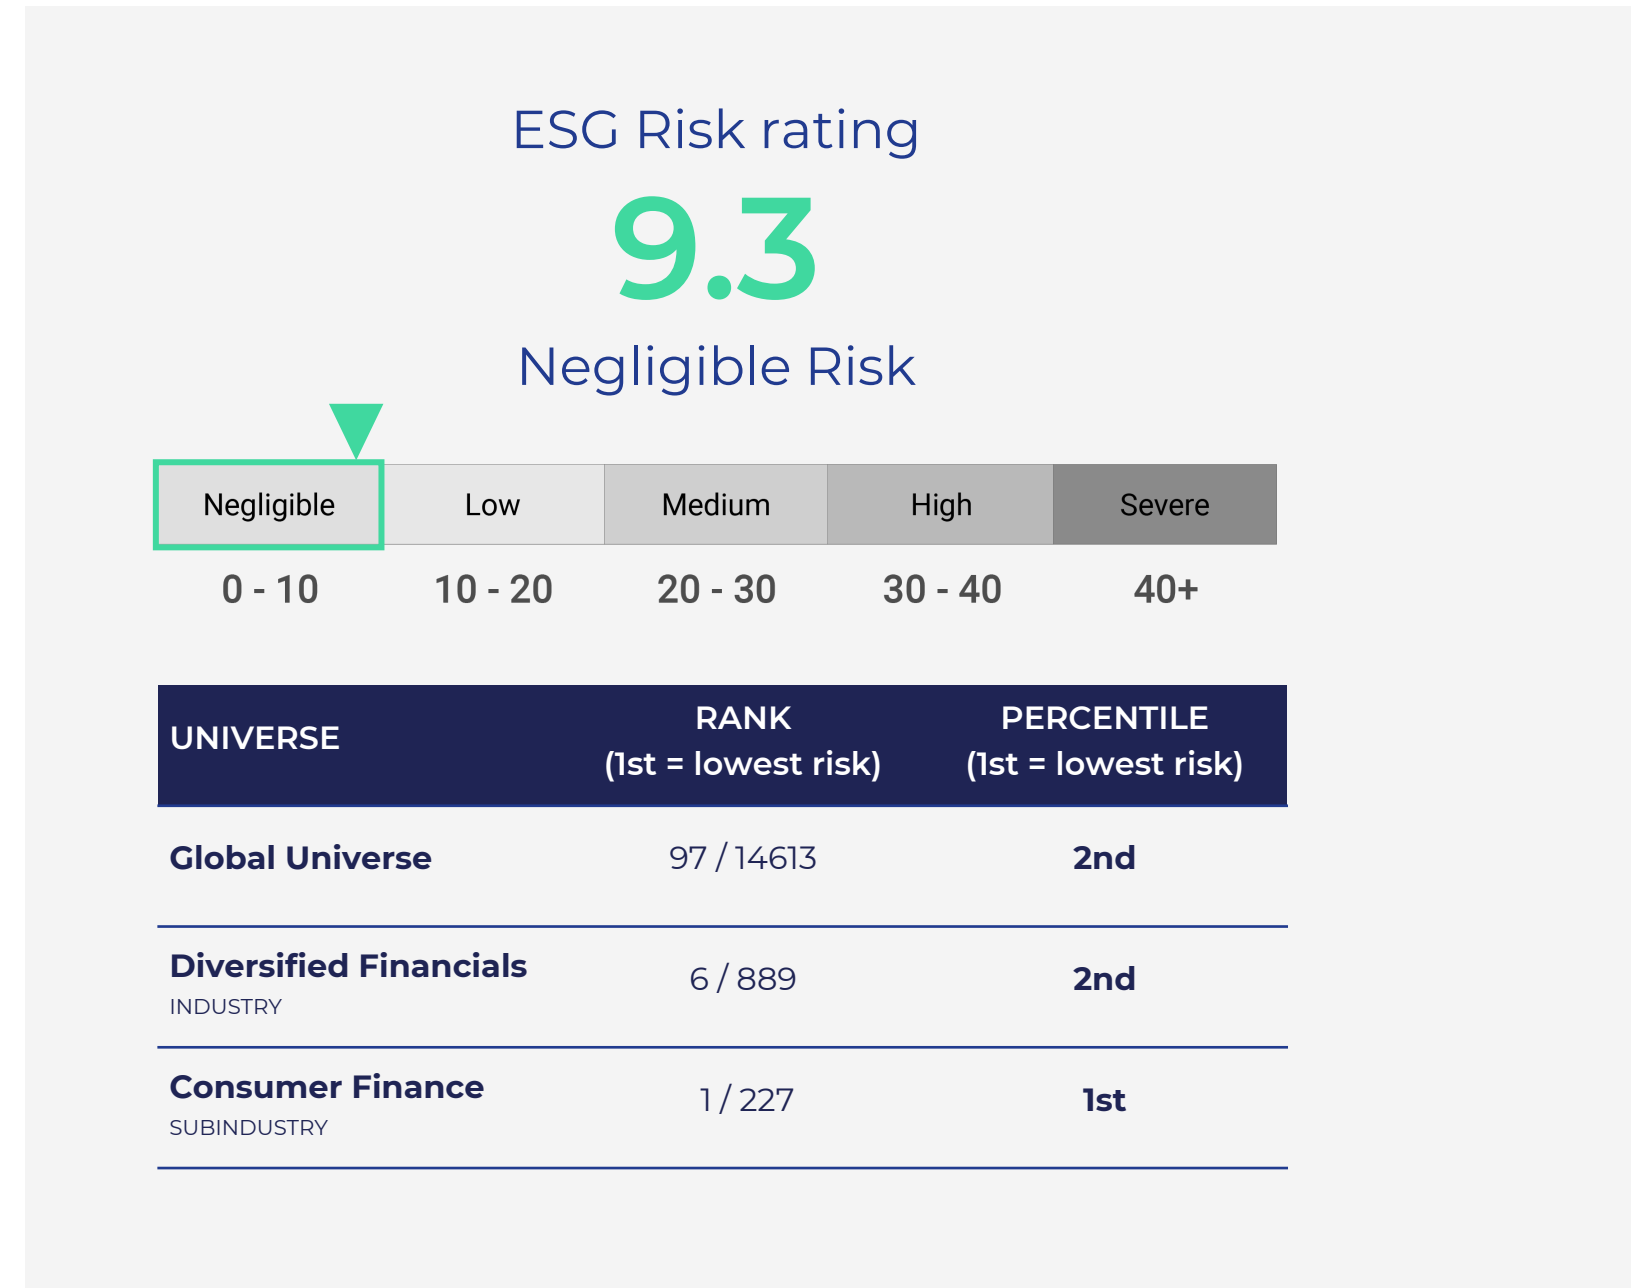 ESG Risk rating
9.3
Negligible Risk
Negligible Low Medium High Severe
0 - 10 10 - 20 20 - 30 30 - 40 40+
UNIVERSE RANK (1st = lowest risk) PERCENTILE (1st = lowest risk)
Global Universe 97 / 14613 2nd
Diversified Financials 6 / 889 2nd
INDUSTRY
Consumer Finance 1 / 227 1st
SUBINDUSTRY